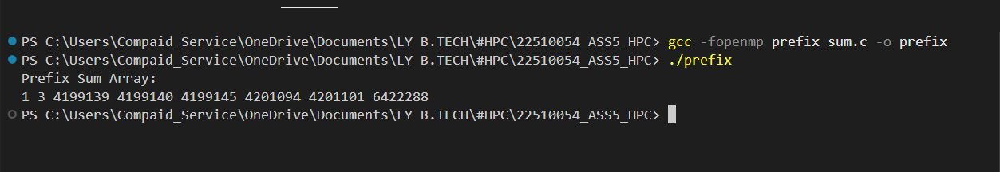 PS C:\Users\Compaid_Service\OneDrive\Documents\LY B.TECH\#HPC\22510054_ASS5_HPC> gcc -fopenmp prefix_sum.c -o prefix
PS C:\Users\Compaid_Service\OneDrive\Documents\LY B.TECH\#HPC\22510054_ASS5_HPC> ./prefix
Prefix Sum Array:
1 3 4199139 4199140 4199145 4201094 4201101 6422288
PS C:\Users\Compaid_Service\OneDrive\Documents\LY B.TECH\#HPC\22510054_ASS5_HPC>